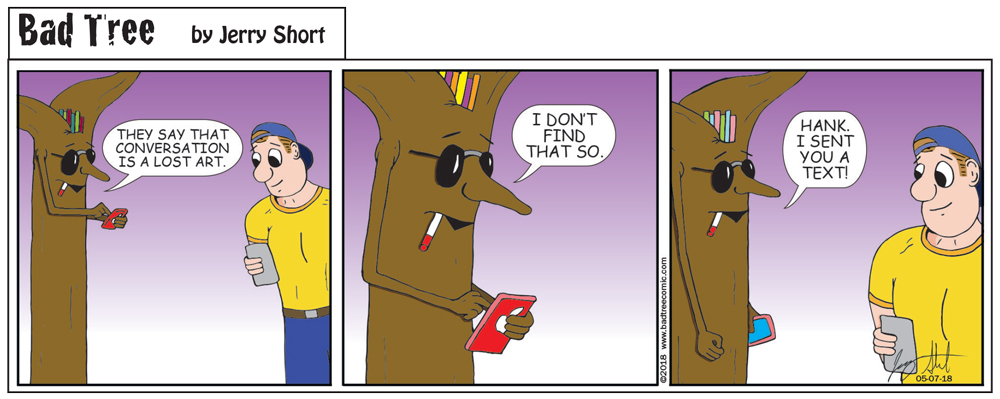 Bad Tree by Jerry Short
THEY SAY THAT
CONVERSATION
IS A LOST ART.
I DON'T
FIND
THAT SO.
©2018 www.badtreecomic.com
HANK.
I SENT
YOU A
TEXT!
05-07-18